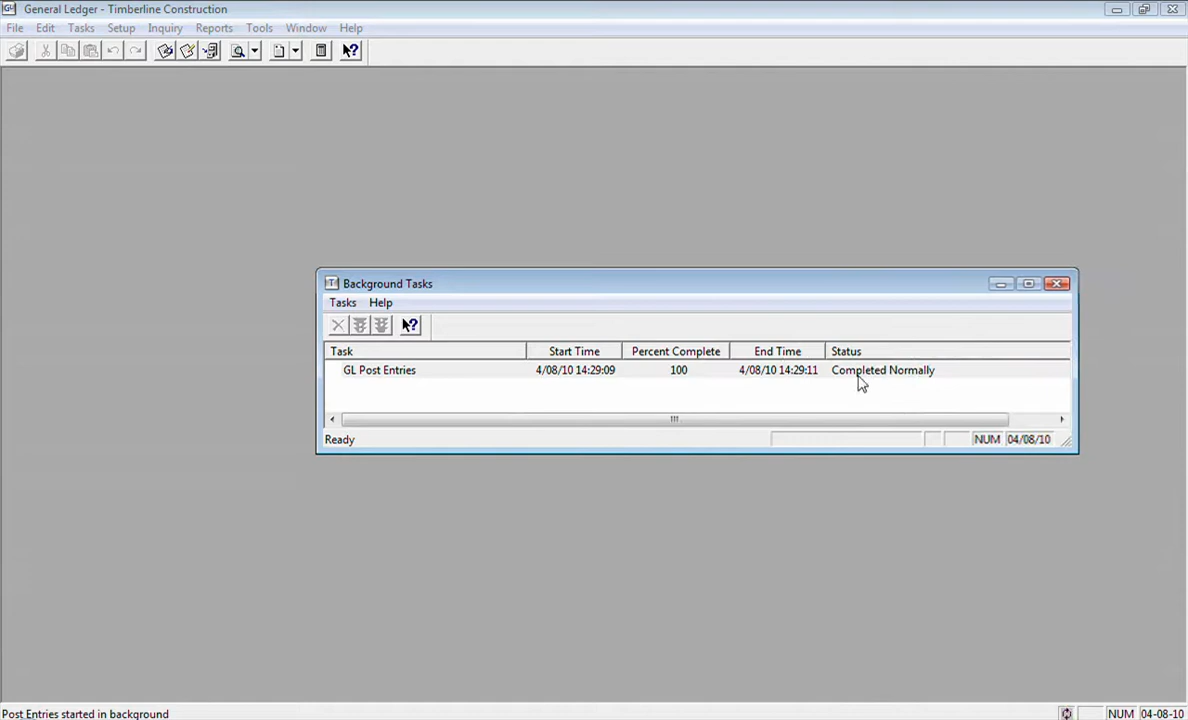 General Ledger - Timberline Construction
File Edit Tasks Setup Inquiry Reports Tools Window Help
Background Tasks
Tasks Help
Task Start Time Percent Complete End Time Status
GL Post Entries 4/08/10 14:29:09 100 4/08/10 14:29:11 Completed Normally
Ready NUM 04/08/10
Post Entries started in background NUM 04-08-10